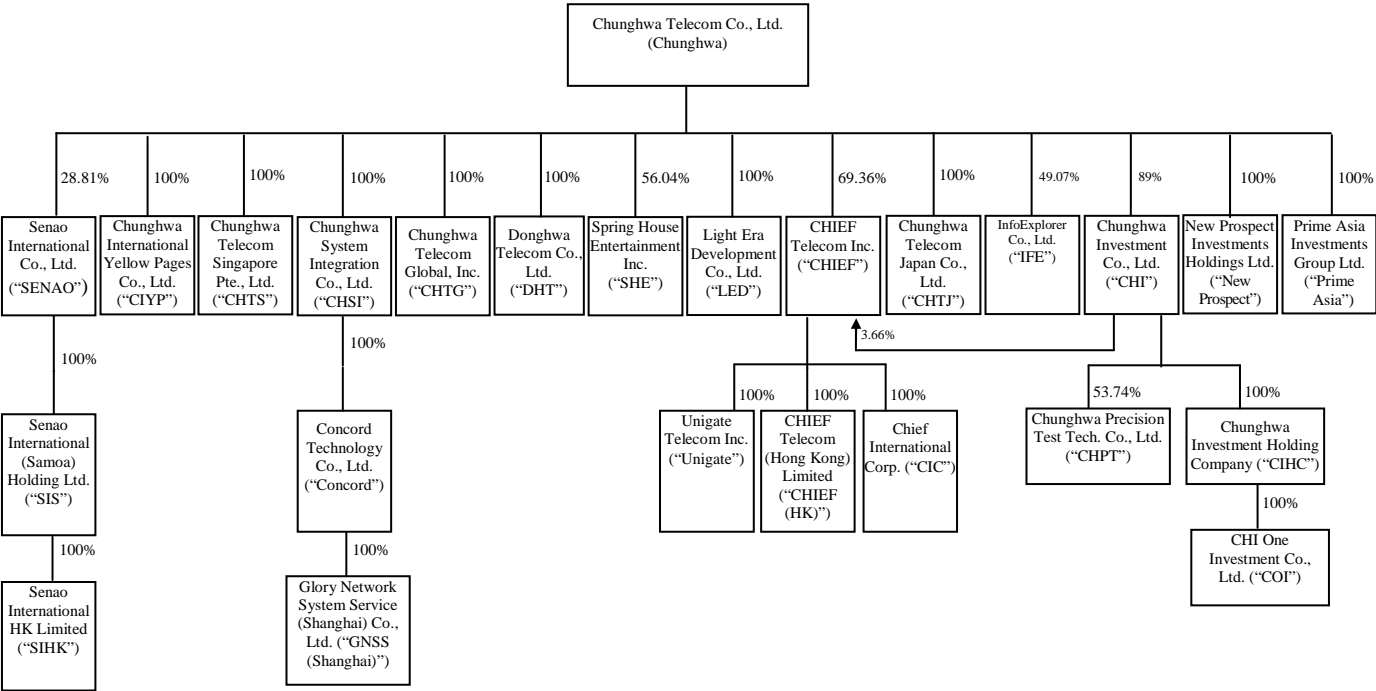 Chunghwa Telecom Co., Ltd.
(Chunghwa)
28.81%
100%
100%
100%
100%
100%
56.04%
100%
69.36%
100%
49.07%
89%
100%
100%
Senao
International
Co., Ltd.
(“SENAO”)
Chunghwa
International
Yellow Pages
Co., Ltd.
(“CIYP”)
Chunghwa
Telecom
Singapore
Pte., Ltd.
(“CHTS”)
Chunghwa
System
Integration
Co., Ltd.
(“CHSI”)
Chunghwa
Telecom
Global, Inc.
(“CHTG”)
Donghwa
Telecom Co.,
Ltd.
(“DHT”)
Spring House
Entertainment
Inc.
(“SHE”)
Light Era
Development
Co., Ltd.
(“LED”)
CHIEF
Telecom Inc.
(“CHIEF”)
Chunghwa
Telecom
Japan Co.,
Ltd.
(“CHTJ”)
InfoExplorer
Co., Ltd.
“IFE”)
Chunghwa
Investment
Co., Ltd.
(“CHI”)
New Prospect
Investments
Holdings Ltd.
(“New
Prospect”)
Prime Asia
Investments
Group Ltd.
(“Prime
Asia”)
100%
100%
3.66%
100%
100%
100%
53.74%
100%
Senao
International
(Samoa)
Holding Ltd.
(“SIS”)
Concord
Technology
Co., Ltd.
(“Concord”)
Unigate
Telecom Inc.
(“Unigate”)
CHIEF
Telecom
(Hong Kong)
Limited
(“CHIEF
(HK)”)
Chief
International
Corp. (“CIC”)
Chunghwa Precision
Test Tech. Co., Ltd.
(“CHPT”)
Chunghwa
Investment Holding
Company (“CIHC”)
100%
100%
100%
Senao
International
HK Limited
(“SIHK”)
Glory Network
System Service
(Shanghai) Co.,
Ltd. (“GNSS
(Shanghai)”)
CHI One
Investment Co.,
Ltd. (“COI”)